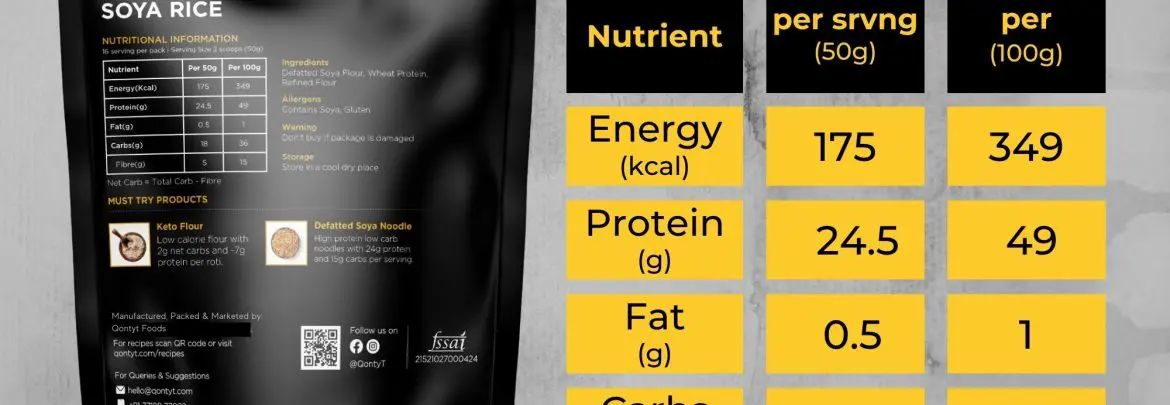 SOYA RICE
NUTRITIONAL INFORMATION
16 serving per pack | Serving Size 2 scoops (50g)
Nutrient Per 50g Per 100g
Energy(Kcal) 175 349
Protein(g) 24.5 49
Fat(g) 0.5 1
Carbs(g) 18 36
Fibre(g) 5 15
Net Carb = Total Carb - Fibre
Ingredients
Defatted Soya Flour, Wheat Protein,
Refined Flour
Allergens
Contains Soya, Gluten
Warning
Don't buy if package is damaged
Storage
Store in a cool dry place
MUST TRY PRODUCTS
Keto Flour
Low calorie flour with
2g net carbs and ~7g
protein per roti.
Defatted Soya Noodle
High protein low carb
noodles with 24g protein
and 15g carbs per serving.
Manufactured, Packed & Marketed by
Qontyt Foods
For recipes scan QR code or visit
qontyt.com/recipes
For Queries & Suggestions
hello@qontyt.com
Follow us on
@QontyT
fssai
21521027000424
Nutrient per srvng (50g) per (100g)
Energy (kcal) 175 349
Protein (g) 24.5 49
Fat (g) 0.5 1